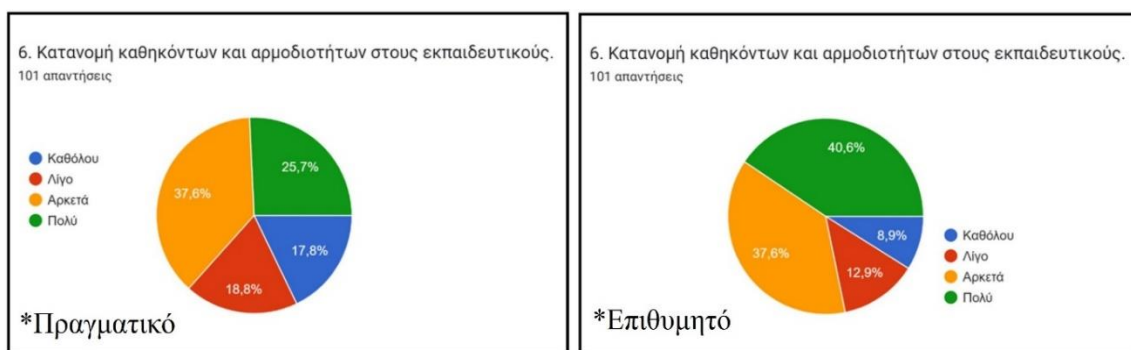 6. Κατανομή καθηκόντων και αρμοδιοτήτων στους εκπαιδευτικούς.
101 απαντήσεις
Καθόλου
Λίγο
Αρκετά
Πολύ
25,7%
37,6%
17,8%
18,8%
*Πραγματικό
6. Κατανομή καθηκόντων και αρμοδιοτήτων στους εκπαιδευτικούς.
101 απαντήσεις
40,6%
37,6%
8,9%
12,9%
Καθόλου
Λίγο
Αρκετά
Πολύ
*Επιθυμητό